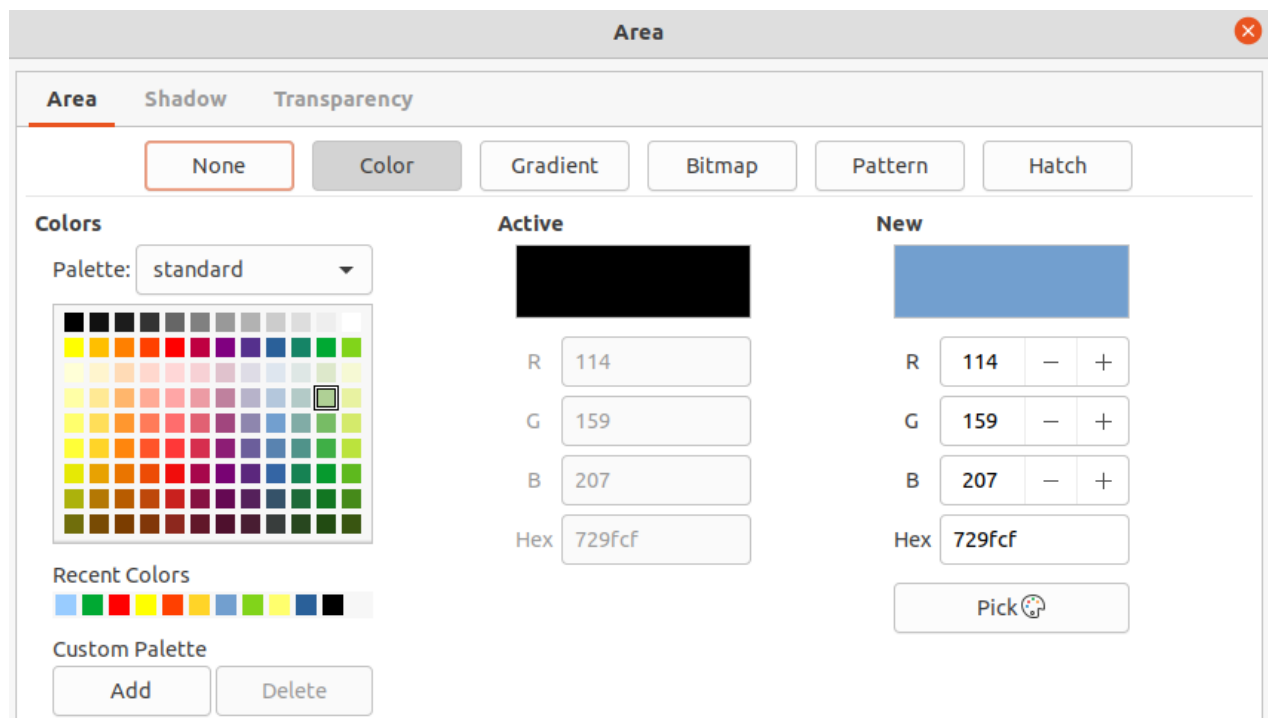 Area
Area Shadow Transparency
None Color Gradient Bitmap Pattern Hatch
Colors Active New
Palette: standard
R 114 R 114 − +
G 159 G 159 − +
B 207 B 207 − +
Hex 729fcf Hex 729fcf
Recent Colors
Pick
Custom Palette
Add Delete